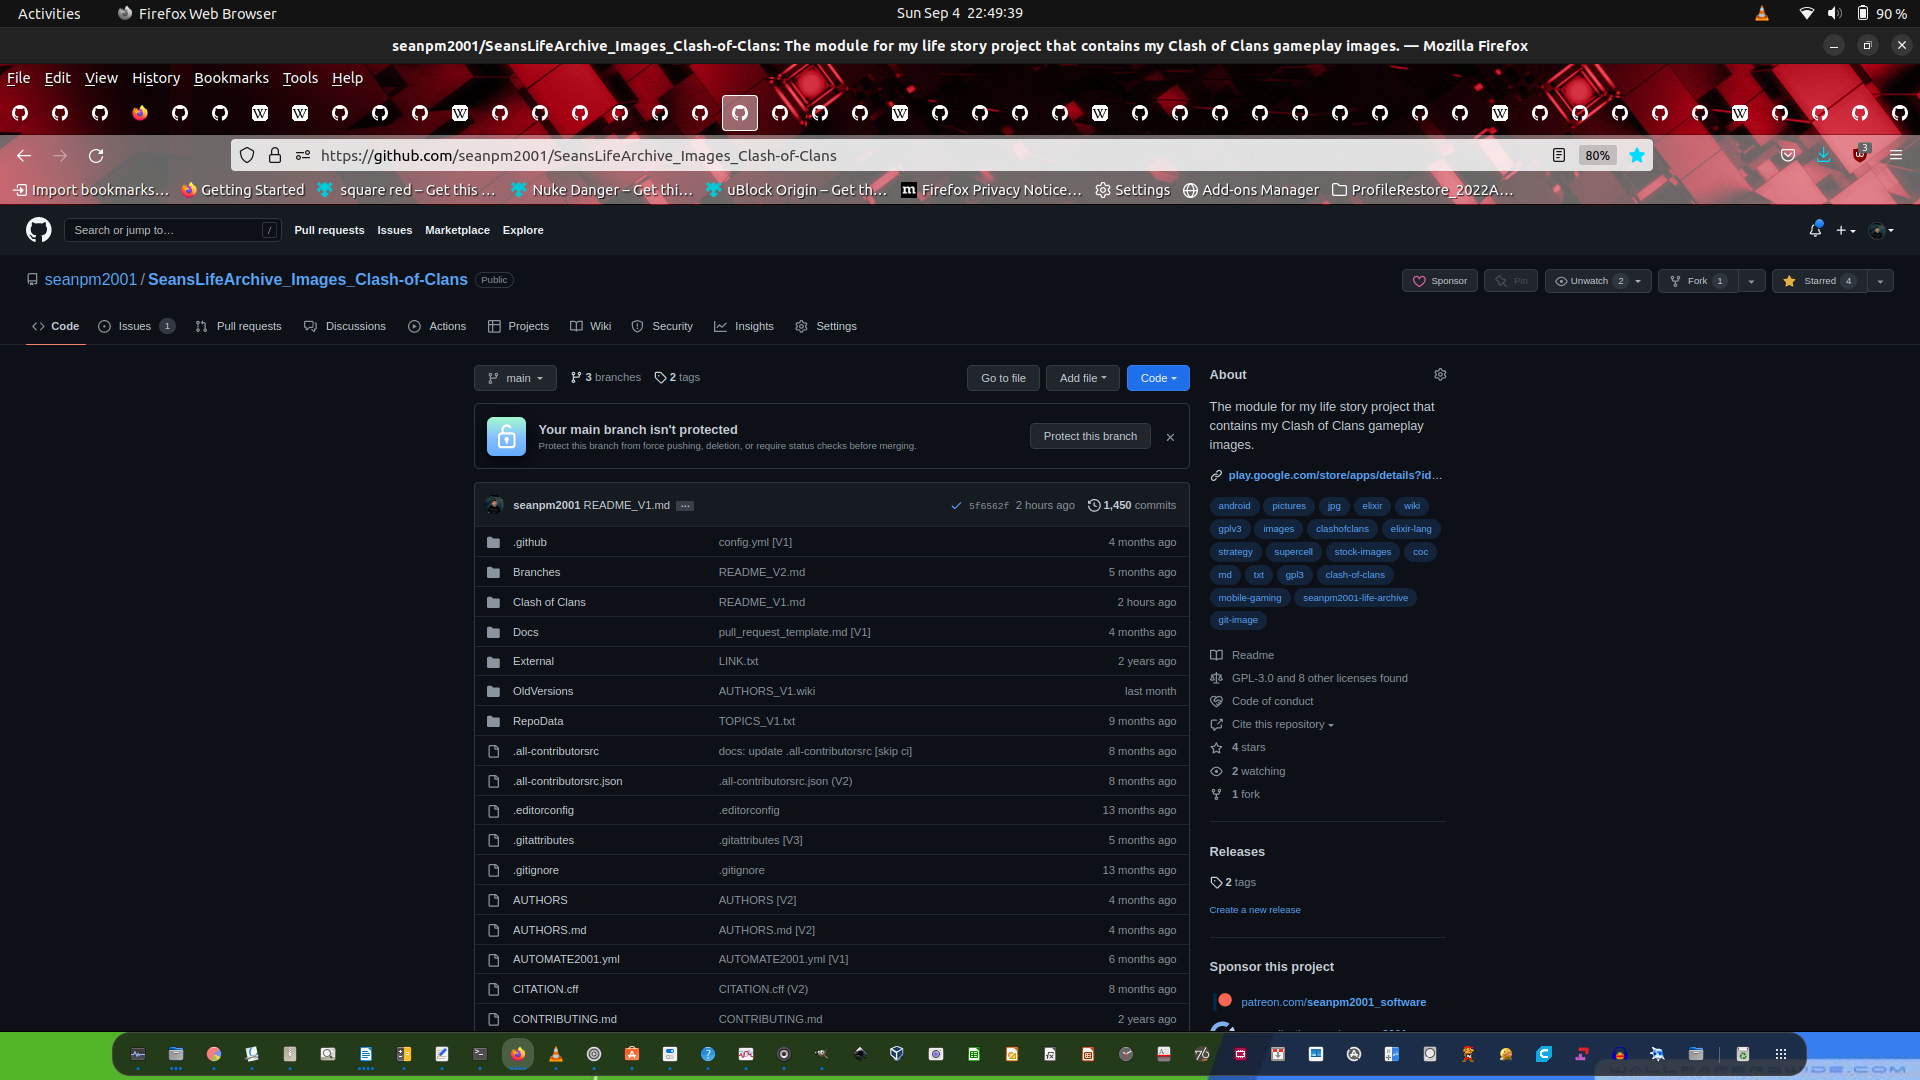 Activities Firefox Web Browser Sun Sep 4 22:49:39 90 %
seanpm2001/SeansLifeArchive_Images_Clash-of-Clans: The module for my life story project that contains my Clash of Clans gameplay images. — Mozilla Firefox
File Edit View History Bookmarks Tools Help
https://github.com/seanpm2001/SeansLifeArchive_Images_Clash-of-Clans 80% 3
Import bookmarks... Getting Started square red – Get this ... Nuke Danger – Get thi... uBlock Origin – Get th... Firefox Privacy Notice... Settings Add-ons Manager ProfileRestore_2022A...
Search or jump to... / Pull requests Issues Marketplace Explore
seanpm2001 / SeansLifeArchive_Images_Clash-of-Clans Public Sponsor Pin Unwatch 2 Fork 1 Starred 4
Code Issues 1 Pull requests Discussions Actions Projects Wiki Security Insights Settings
main 3 branches 2 tags Go to file Add file Code
Your main branch isn't protected
Protect this branch from force pushing, deletion, or require status checks before merging.
Protect this branch
seanpm2001 README_V1.md ... 5f6562f 2 hours ago 1,450 commits
.github config.yml [V1] 4 months ago
Branches README_V2.md 5 months ago
Clash of Clans README_V1.md 2 hours ago
Docs pull_request_template.md [V1] 4 months ago
External LINK.txt 2 years ago
OldVersions AUTHORS_V1.wiki last month
RepoData TOPICS_V1.txt 9 months ago
.all-contributorsrc docs: update .all-contributorsrc [skip ci] 8 months ago
.all-contributorsrc.json .all-contributorsrc.json (V2) 8 months ago
.editorconfig .editorconfig 13 months ago
.gitattributes .gitattributes [V3] 5 months ago
.gitignore .gitignore 13 months ago
AUTHORS AUTHORS [V2] 4 months ago
AUTHORS.md AUTHORS.md [V2] 4 months ago
AUTOMATE2001.yml AUTOMATE2001.yml [V1] 6 months ago
CITATION.cff CITATION.cff (V2) 8 months ago
CONTRIBUTING.md CONTRIBUTING.md 2 years ago
About
The module for my life story project that
contains my Clash of Clans gameplay
images.
play.google.com/store/apps/details?id...
android pictures jpg elixir wiki
gplv3 images clashofclans elixir-lang
strategy supercell stock-images coc
md txt gpl3 clash-of-clans
mobile-gaming seanpm2001-life-archive
git-image
Readme
GPL-3.0 and 8 other licenses found
Code of conduct
Cite this repository
4 stars
2 watching
1 fork
Releases
2 tags
Create a new release
Sponsor this project
patreon.com/seanpm2001_software